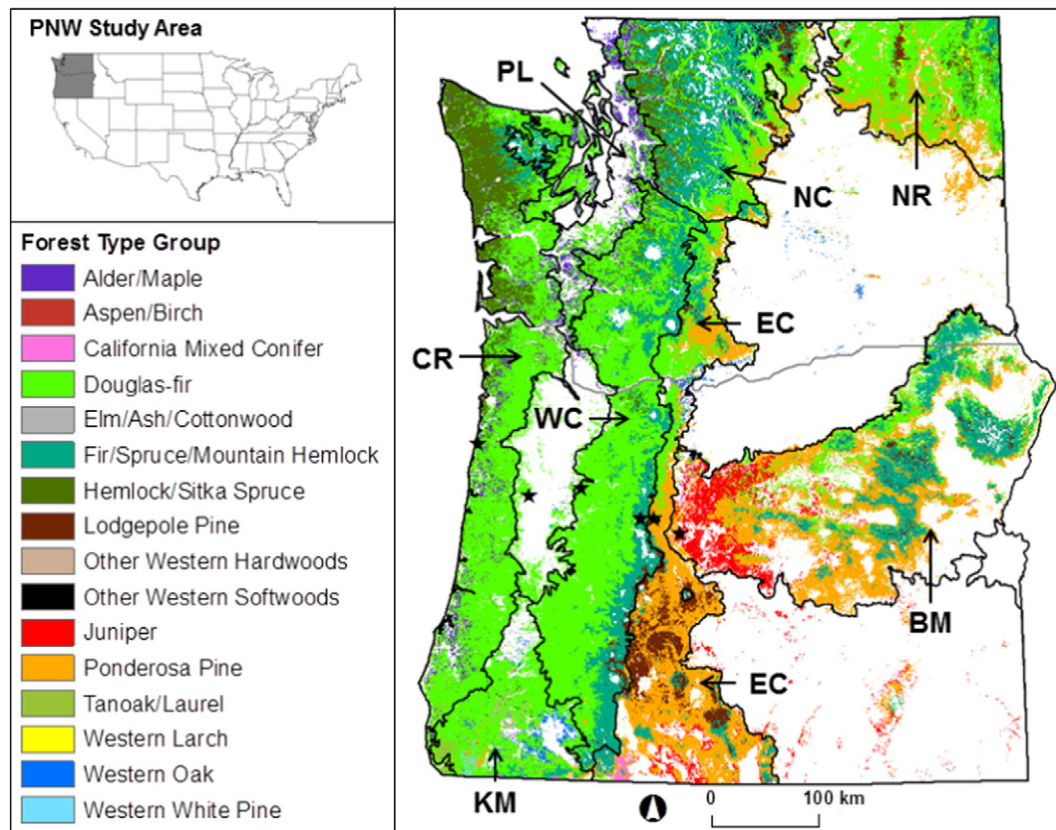 PNW Study Area
Forest Type Group
Alder/Maple
Aspen/Birch
California Mixed Conifer
Douglas-fir
Elm/Ash/Cottonwood
Fir/Spruce/Mountain Hemlock
Hemlock/Sitka Spruce
Lodgepole Pine
Other Western Hardwoods
Other Western Softwoods
Juniper
Ponderosa Pine
Tanoak/Laurel
Western Larch
Western Oak
Western White Pine
PL
NC
NR
EC
CR
WC
BM
EC
KM
0 100 km